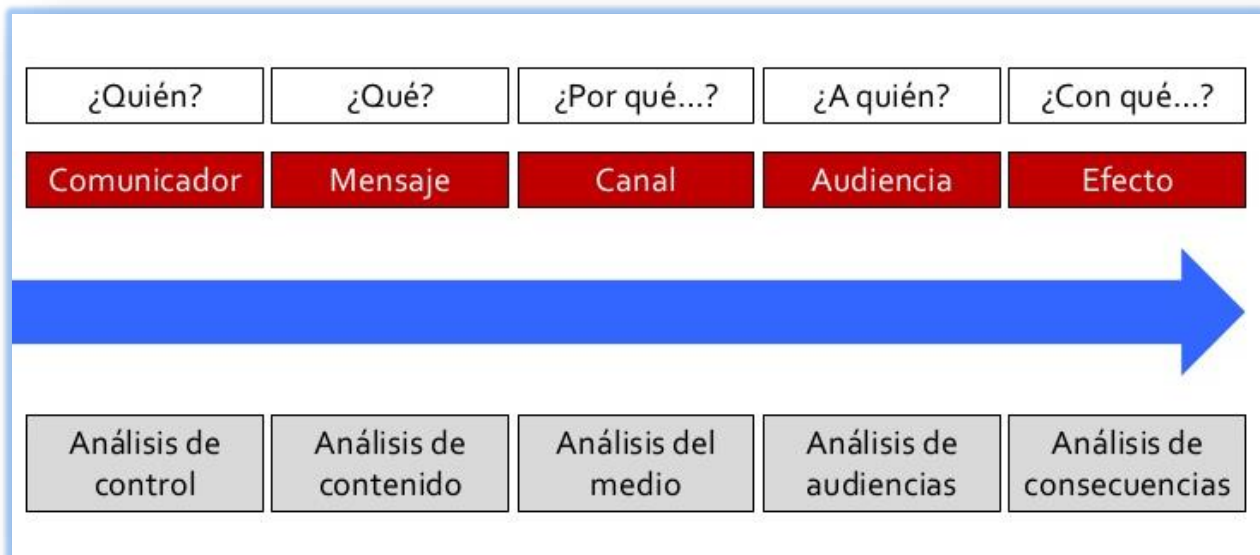 ¿Quién? ¿Qué? ¿Por qué...? ¿A quién? ¿Con qué...?
Comunicador Mensaje Canal Audiencia Efecto
Análisis de control
Análisis de contenido
Análisis del medio
Análisis de audiencias
Análisis de consecuencias